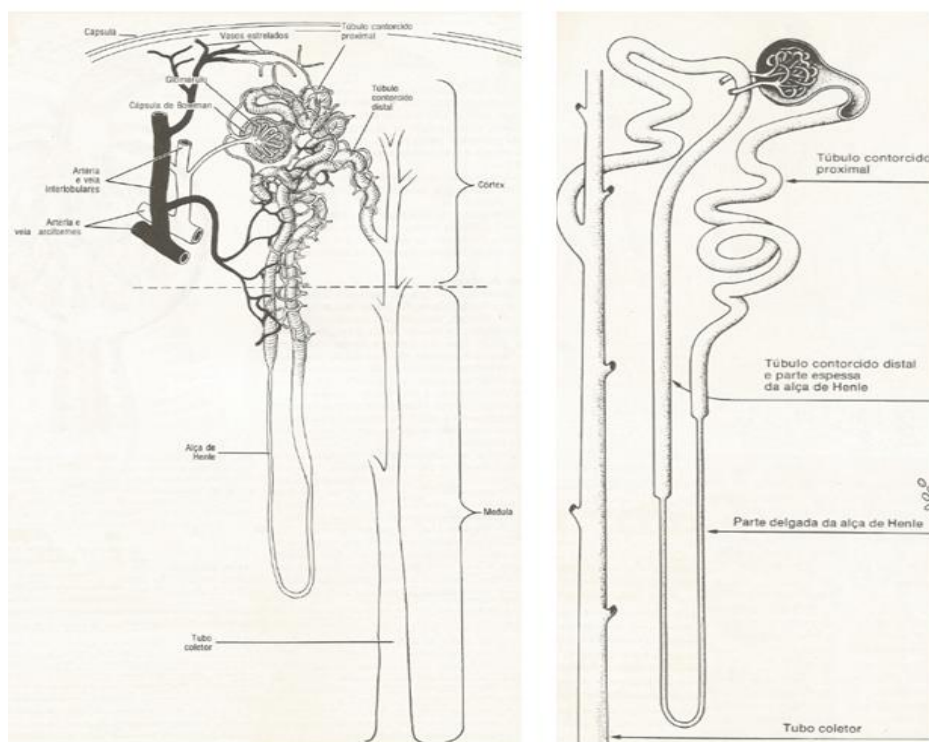 Cápsula
Vasos estrelados
Túbulo contorcido
proximal
Glomérulo
Cápsula de Bowman
Túbulo
contorcido
distal
Artéria
e veia
interlobulares
Artéria e
veia arciformes
Córtex
Alça de
Henle
Medula
Tubo
coletor
Túbulo contorcido
proximal
Túbulo contorcido distal
e parte espessa
da alça de Henle
Parte delgada da alça de Henle
Tubo coletor